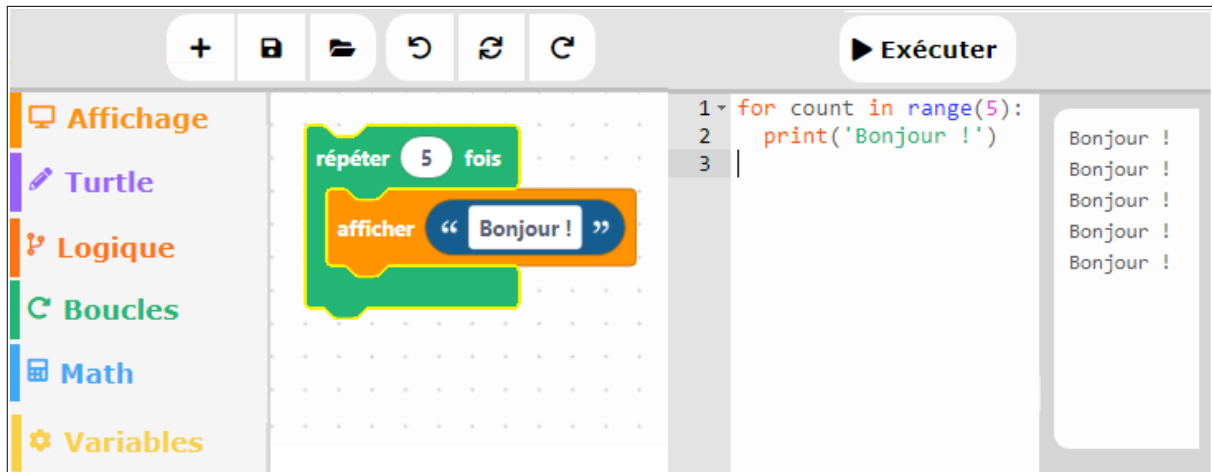 Exécuter
Affichage
Turtle
Logique
Boucles
Math
Variables
répéter 5 fois
afficher “ Bonjour ! ”
1 for count in range(5):
2 print('Bonjour !')
3
Bonjour !
Bonjour !
Bonjour !
Bonjour !
Bonjour !